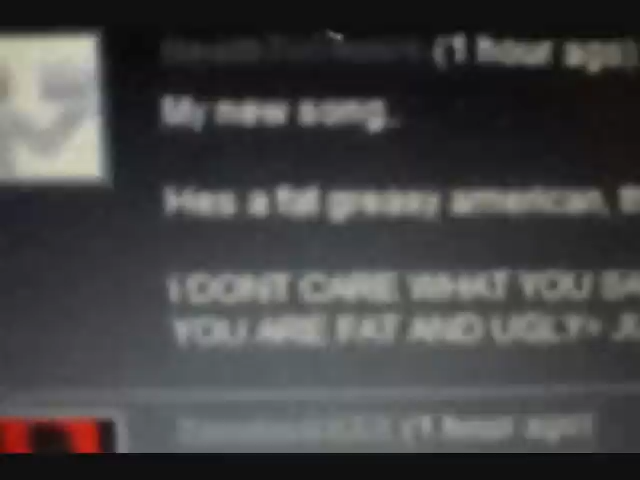 (1 hour ago)
My new song.
Hes a fat greasy american,
I DONT CARE WHAT YOU
YOU ARE FAT AND UGLY>
(1 hour ago)